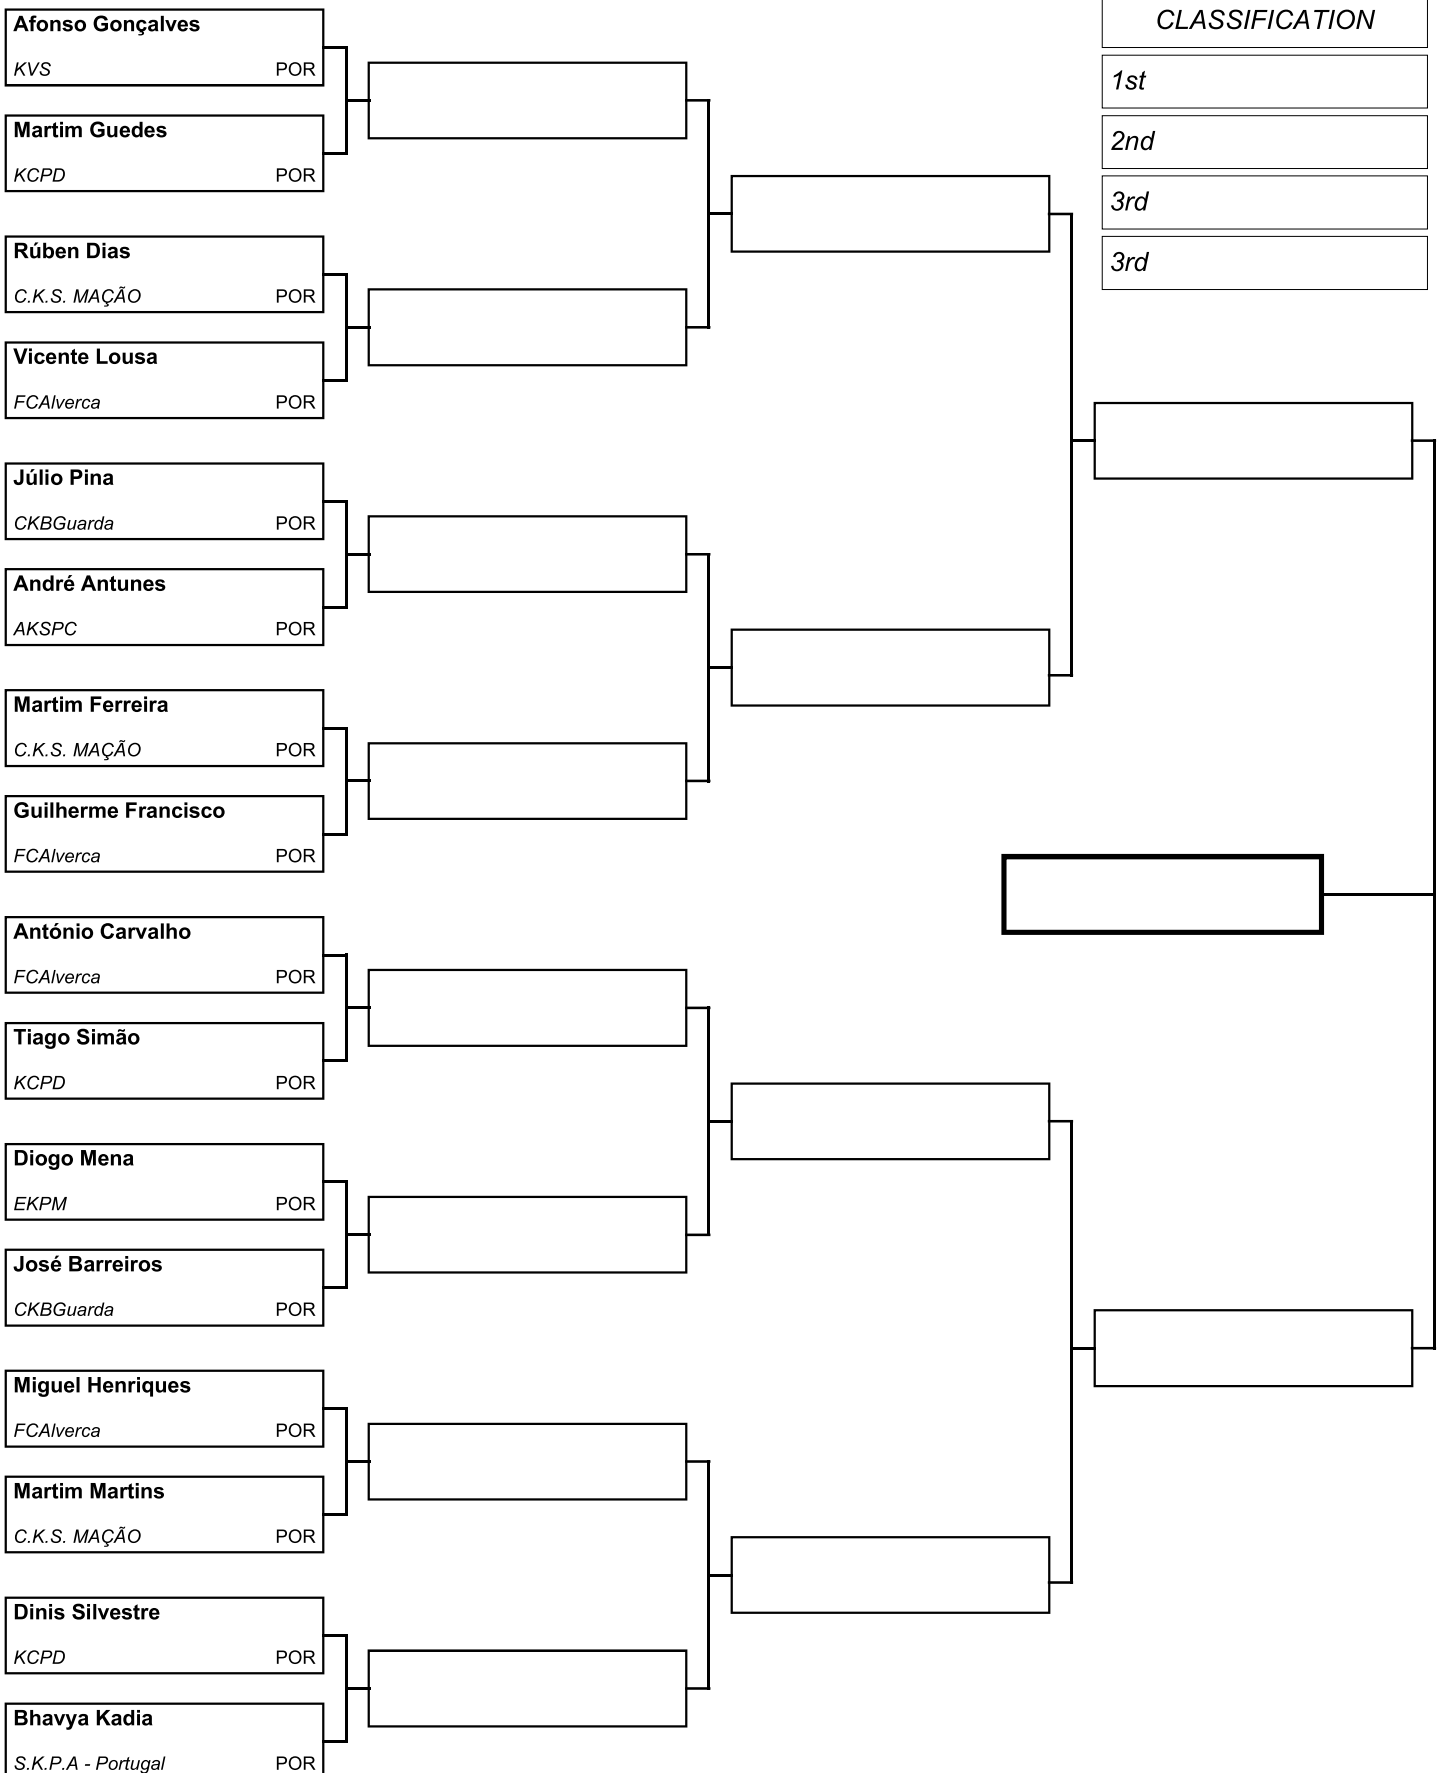 Afonso Gonçalves
KVS POR
Martim Guedes
KCPD POR
Rúben Dias
C.K.S. MAÇÃO POR
Vicente Lousa
FCAlverca POR
Júlio Pina
CKBGuarda POR
André Antunes
AKSPC POR
Martim Ferreira
C.K.S. MAÇÃO POR
Guilherme Francisco
FCAlverca POR
António Carvalho
FCAlverca POR
Tiago Simão
KCPD POR
Diogo Mena
EKPM POR
José Barreiros
CKBGuarda POR
Miguel Henriques
FCAlverca POR
Martim Martins
C.K.S. MAÇÃO POR
Dinis Silvestre
KCPD POR
Bhavya Kadia
S.K.P.A - Portugal POR
CLASSIFICATION
1st
2nd
3rd
3rd